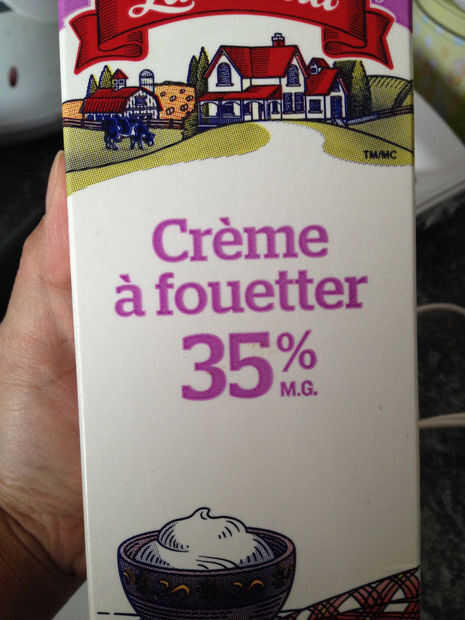 TM/MC
Crème
à fouetter
35%
M.G.